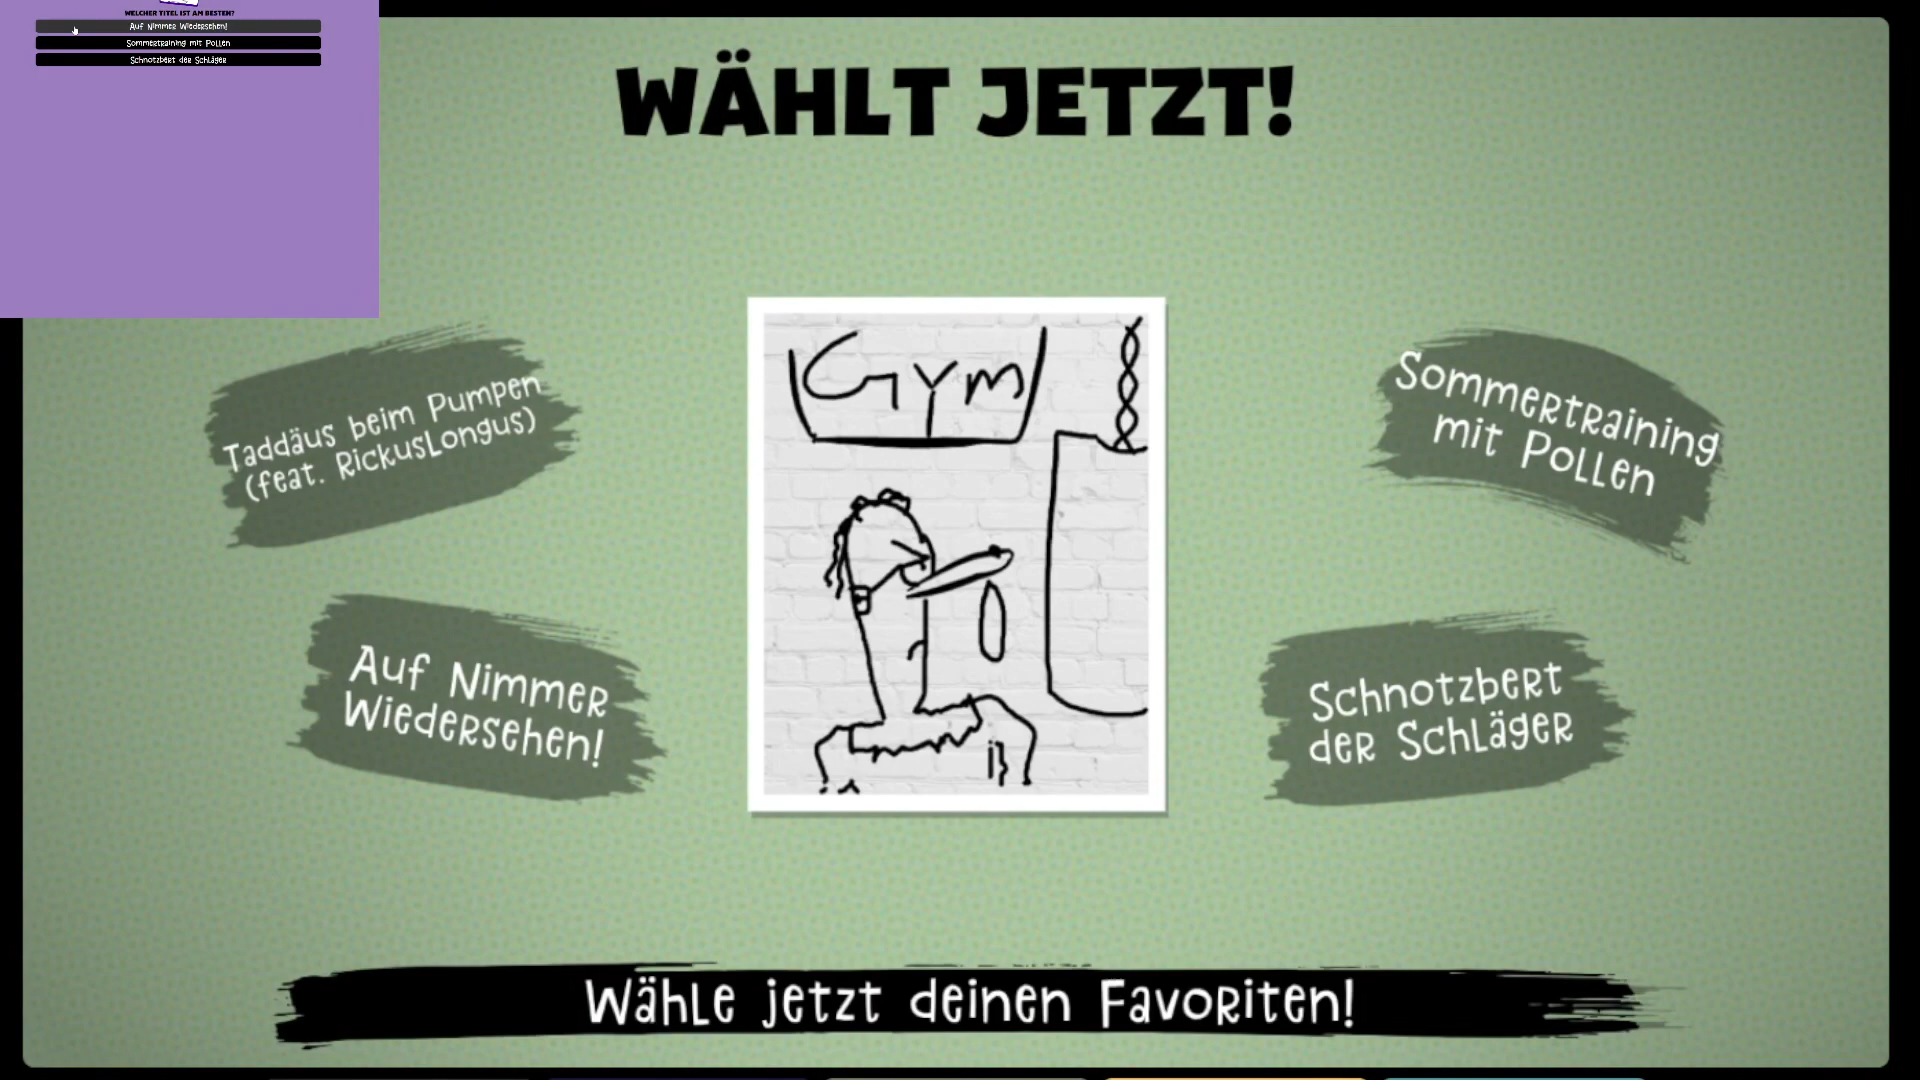 WELCHER TITEL IST AM BESTEN?
Auf Nimmer Wiedersehen!
Sommertraining mit Pollen
Schnotzbert der Schläger
WÄHLT JETZT!
Taddäus beim Pumpen
(feat. RickusLongus)
Auf Nimmer
Wiedersehen!
Gym
Sommertraining
mit Pollen
Schnotzbert
der Schläger
Wähle jetzt deinen Favoriten!